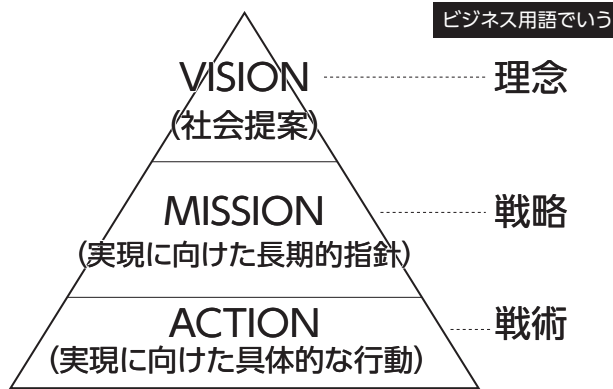 ビジネス用語でいう
VISION 理念
(社会提案)
MISSION 戦略
(実現に向けた長期的指針)
ACTION 戦術
(実現に向けた具体的な行動)